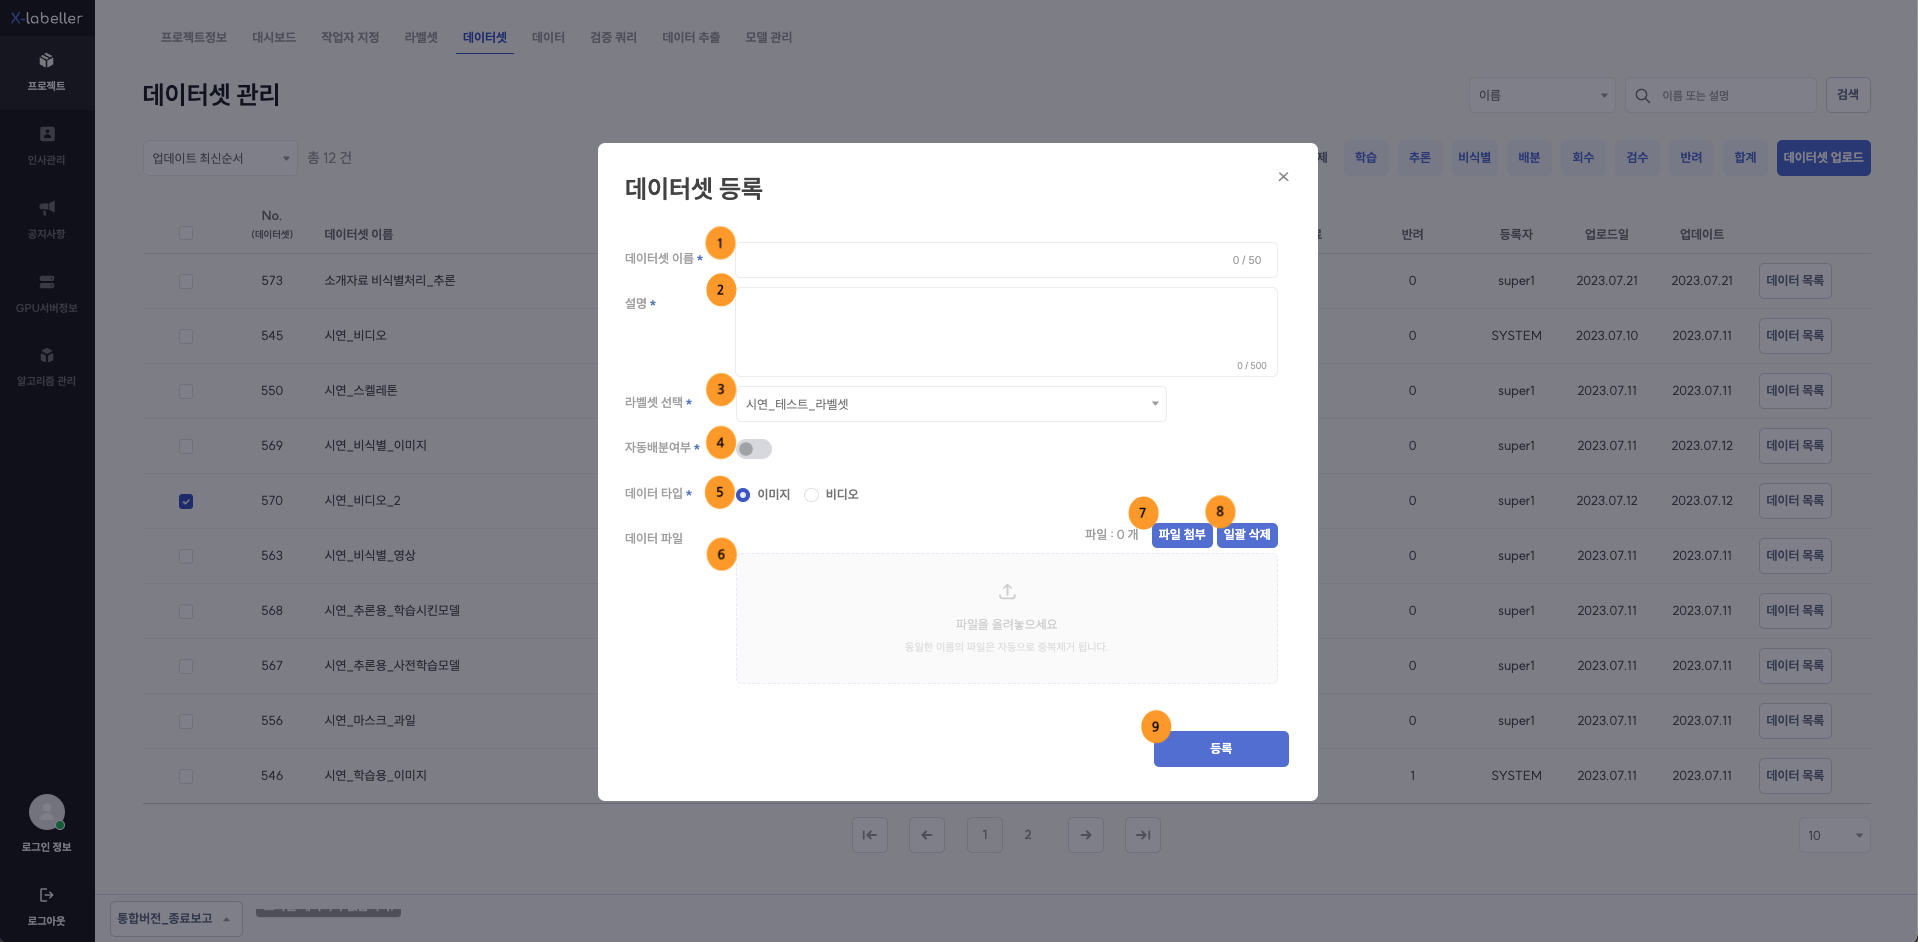 X-labeller
프로젝트
인사관리
공지사항
GPU서버정보
알고리즘 관리
로그인 정보
로그아웃
프로젝트정보 대시보드 작업자 지정 라벨셋 데이터셋 데이터 검증 쿼리 데이터 추출 모델 관리
데이터셋 관리
이름 이름 또는 설명 검색
업데이트 최신순서 총 12 건
제 학습 추론 비식별 배분 회수 검수 반려 합계 데이터셋 업로드
No. (데이터셋) 데이터셋 이름 반려 등록자 업로드일 업데이트
573 소개자료 비식별처리_추론 0 super1 2023.07.21 2023.07.21 데이터 목록
545 시연_비디오 0 SYSTEM 2023.07.10 2023.07.11 데이터 목록
550 시연_스켈레톤 0 super1 2023.07.11 2023.07.11 데이터 목록
569 시연_비식별_이미지 0 super1 2023.07.11 2023.07.12 데이터 목록
570 시연_비디오_2 0 super1 2023.07.12 2023.07.12 데이터 목록
563 시연_비식별_영상 0 super1 2023.07.11 2023.07.11 데이터 목록
568 시연_추론용_학습시킨모델 0 super1 2023.07.11 2023.07.11 데이터 목록
567 시연_추론용_사전학습모델 0 super1 2023.07.11 2023.07.11 데이터 목록
556 시연_마스크_과일 0 super1 2023.07.11 2023.07.11 데이터 목록
546 시연_학습용_이미지 1 SYSTEM 2023.07.11 2023.07.11 데이터 목록
1 2
10
통합버전_종료보고
데이터셋 등록
1
데이터셋 이름 * 0 / 50
2
설명 *
0 / 500
3
라벨셋 선택 * 시연_테스트_라벨셋
4
자동배분여부 *
5
데이터 타입 * 이미지 비디오
7 8
데이터 파일 파일 : 0 개 파일 첨부 일괄 삭제
6
파일을 올려놓으세요
동일한 이름의 파일은 자동으로 중복제거 됩니다.
9
등록